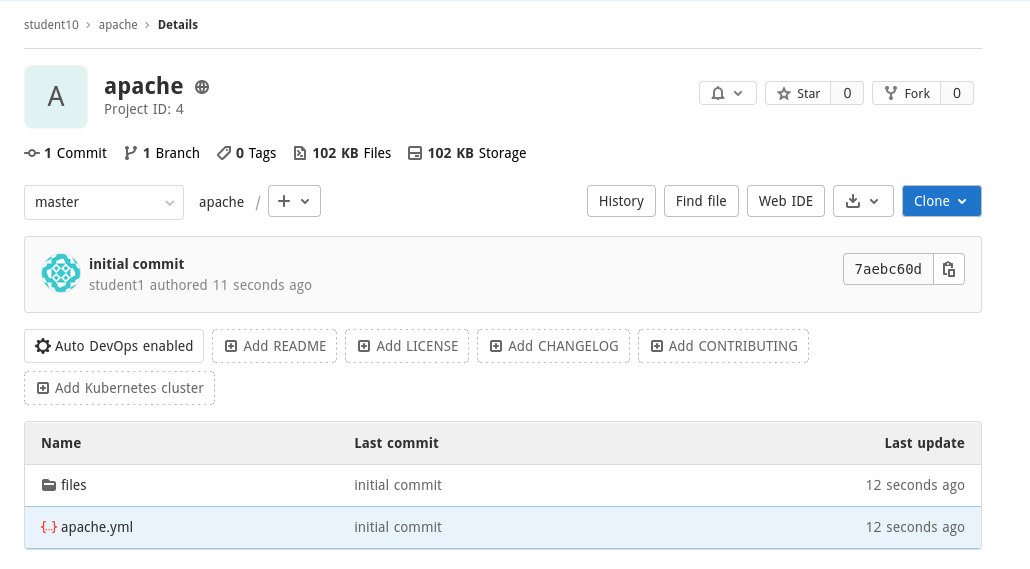 student10 > apache > Details
A
apache
Project ID: 4
Star 0 Fork 0
1 Commit 1 Branch 0 Tags 102 KB Files 102 KB Storage
master apache / + History Find file Web IDE Clone
initial commit
student1 authored 11 seconds ago
7aebc60d
Auto DevOps enabled Add README Add LICENSE Add CHANGELOG Add CONTRIBUTING
Add Kubernetes cluster
Name Last commit Last update
files initial commit 12 seconds ago
{..} apache.yml initial commit 12 seconds ago